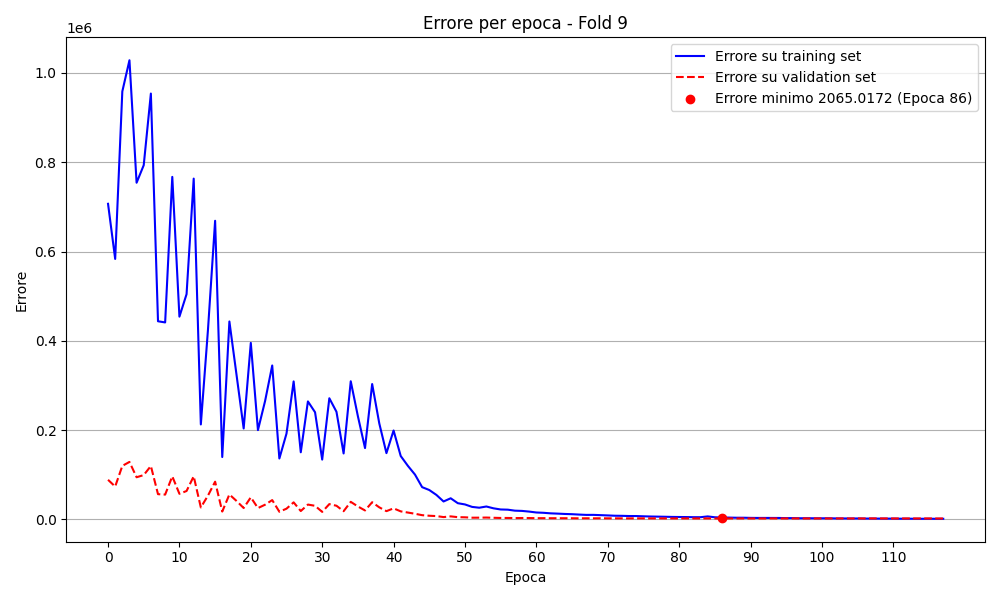 Errore per epoca - Fold 9
1e6
Errore su training set
Errore su validation set
Errore minimo 2065.0172 (Epoca 86)
1.0
0.8
0.6
0.4
0.2
0.0
Errore
0 10 20 30 40 50 60 70 80 90 100 110
Epoca